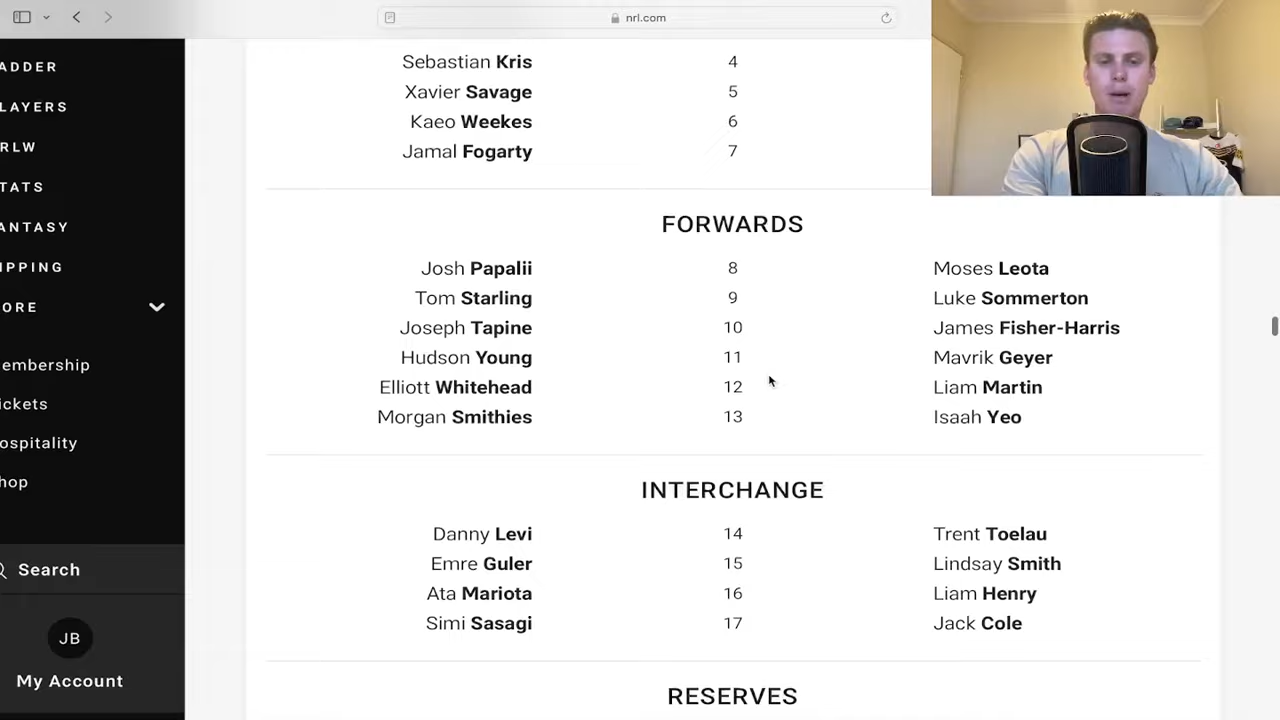 nrl.com
ADDER
LAYERS
RLW
TATS
ANTASY
IPPING
ORE
embership
ickets
ospitality
hop
Search
JB
My Account
Sebastian Kris 4
Xavier Savage 5
Kaeo Weekes 6
Jamal Fogarty 7
FORWARDS
Josh Papalii 8 Moses Leota
Tom Starling 9 Luke Sommerton
Joseph Tapine 10 James Fisher-Harris
Hudson Young 11 Mavrik Geyer
Elliott Whitehead 12 Liam Martin
Morgan Smithies 13 Isaah Yeo
INTERCHANGE
Danny Levi 14 Trent Toelau
Emre Guler 15 Lindsay Smith
Ata Mariota 16 Liam Henry
Simi Sasagi 17 Jack Cole
RESERVES